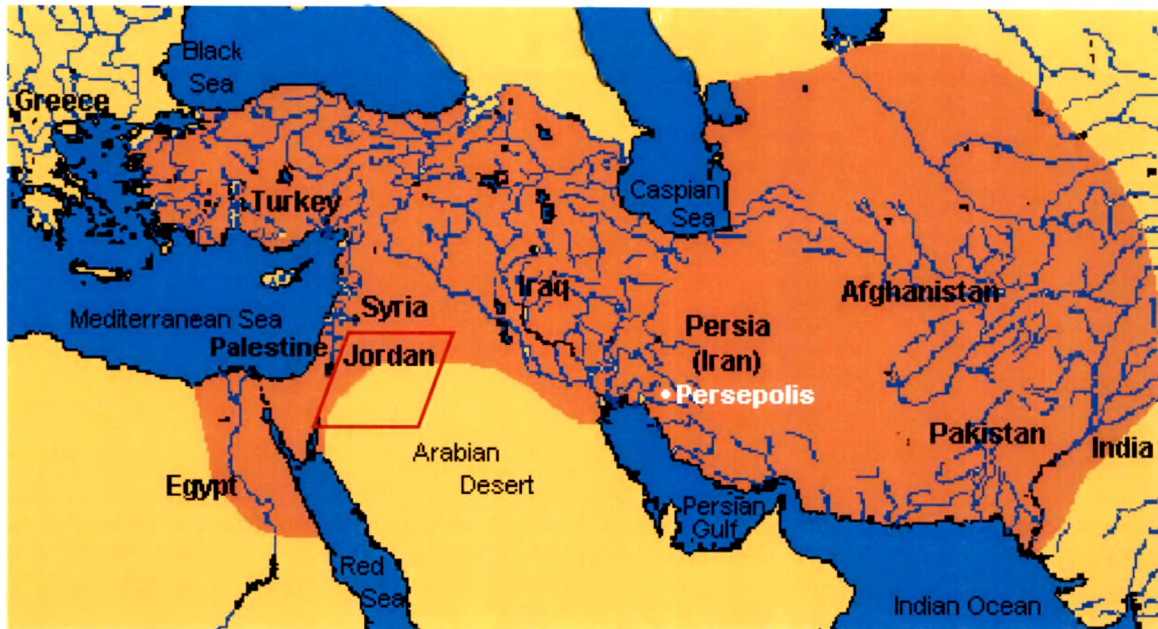 Black
Sea
Greece
Caspian
Sea
Turkey
Iraq
Afghanistan
Syria
Mediterranean Sea
Palestine
Jordan
Persia
(Iran)
Persepolis
Pakistan
India
Arabian
Desert
Egypt
Persian
Gulf
Red
Sea
Indian Ocean